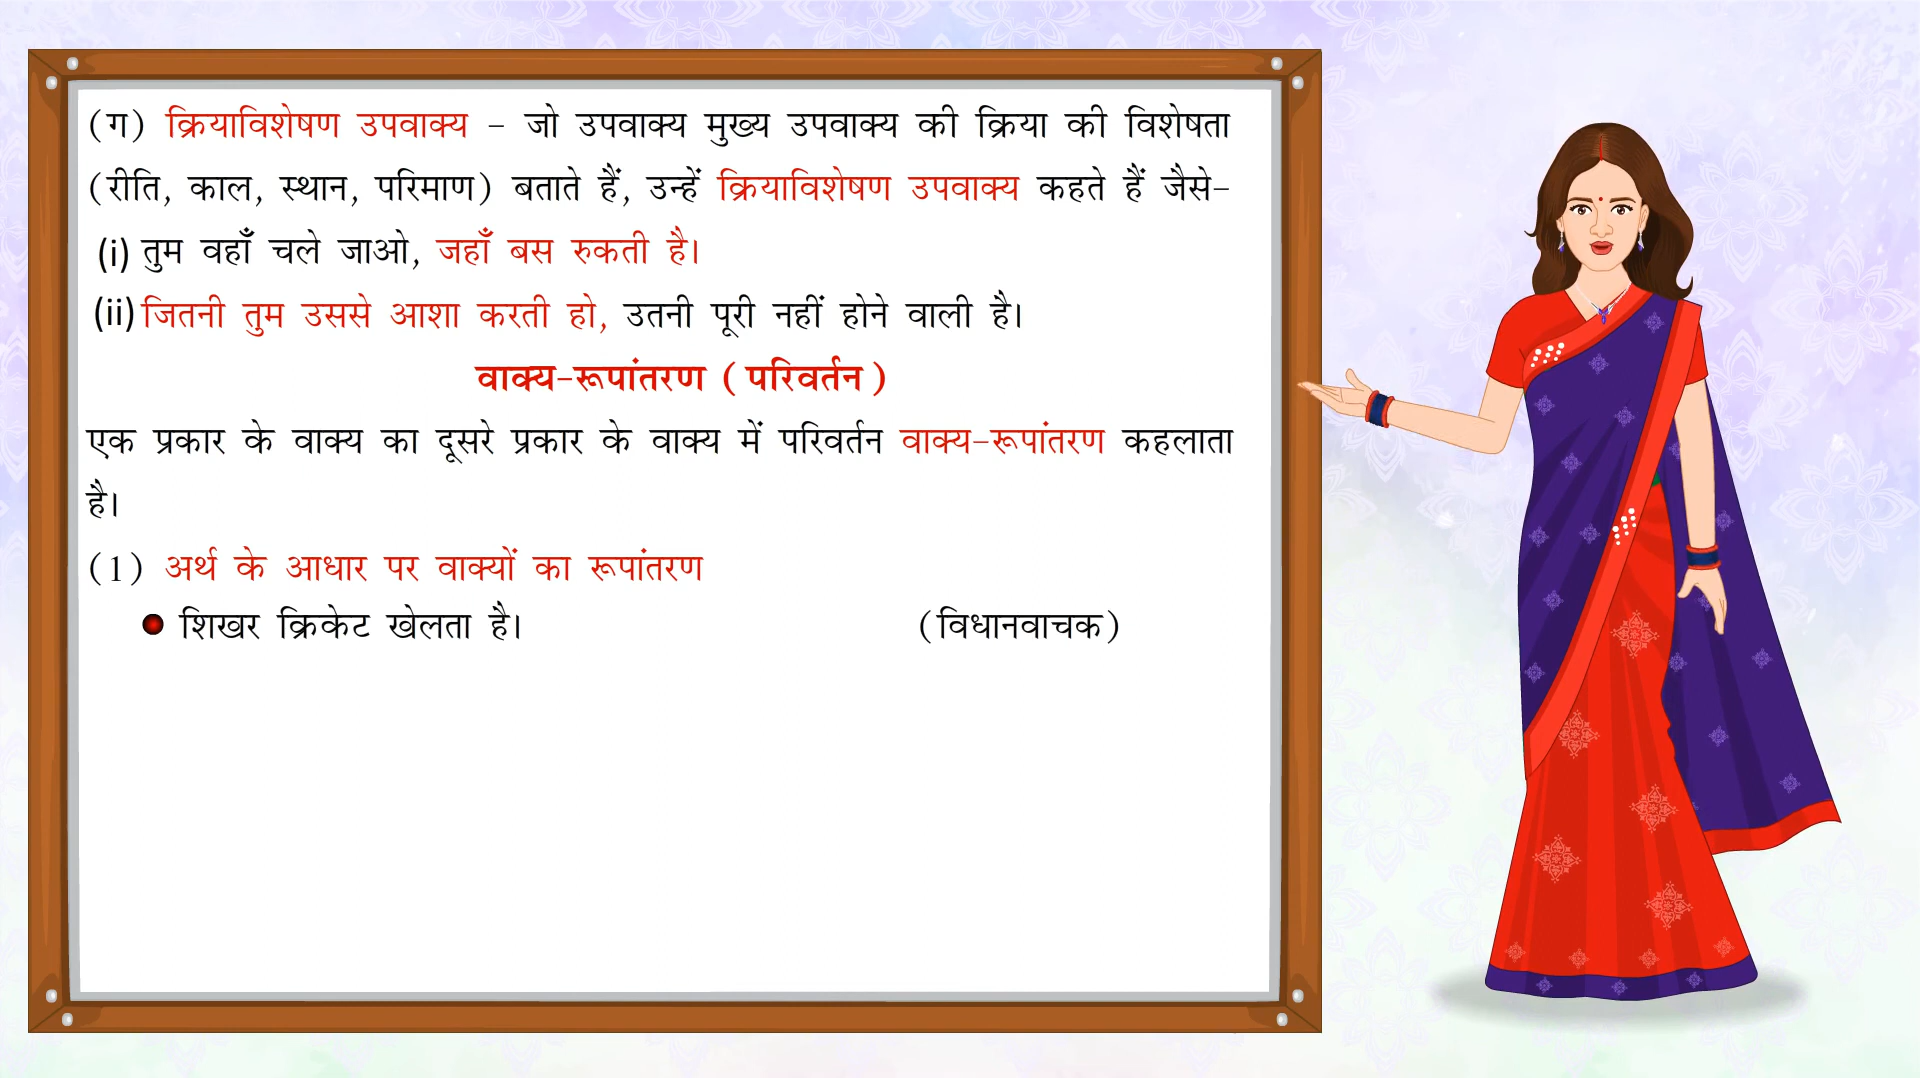 (ग) क्रियाविशेषण उपवाक्य - जो उपवाक्य मुख्य उपवाक्य की क्रिया की विशेषता
(रीति, काल, स्थान, परिमाण) बताते हैं, उन्हें क्रियाविशेषण उपवाक्य कहते हैं जैसे-
(i) तुम वहाँ चले जाओ, जहाँ बस रुकती है।
(ii) जितनी तुम उससे आशा करती हो, उतनी पूरी नहीं होने वाली है।
वाक्य-रूपांतरण (परिवर्तन)
एक प्रकार के वाक्य का दूसरे प्रकार के वाक्य में परिवर्तन वाक्य-रूपांतरण कहलाता
है।
(1) अर्थ के आधार पर वाक्यों का रूपांतरण
● शिखर क्रिकेट खेलता है। (विधानवाचक)